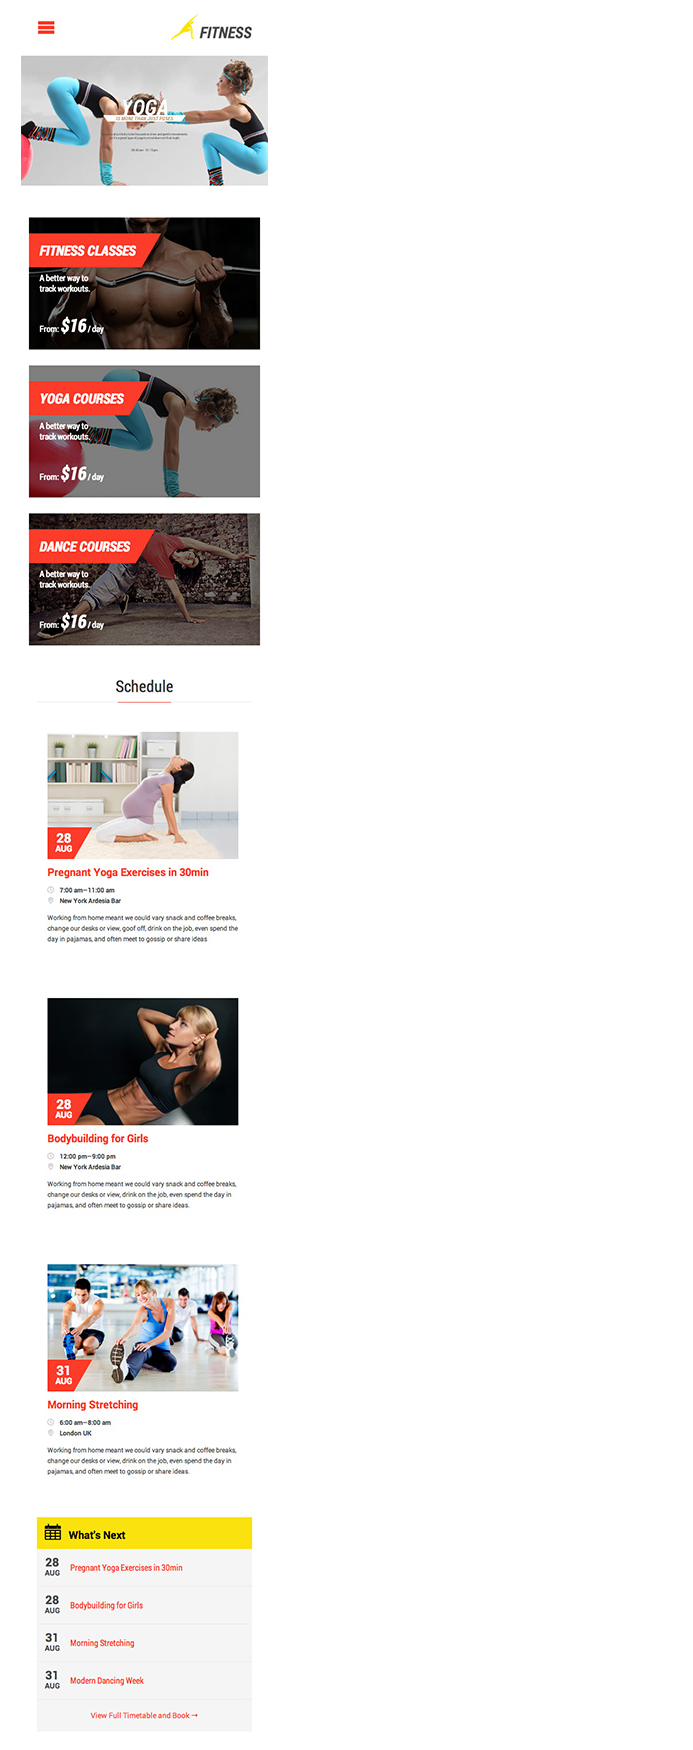 FITNESS
YOGA
IS MORE THAN JUST POSES
FITNESS CLASSES
A better way to
track workouts.
From: $16 / day
YOGA COURSES
A better way to
track workouts.
From: $16 / day
DANCE COURSES
A better way to
track workouts.
From: $16 / day
Schedule
28
AUG
Pregnant Yoga Exercises in 30min
7:00 am—11:00 am
New York Ardesia Bar
Working from home meant we could vary snack and coffee breaks,
change our desks or view, goof off, drink on the job, even spend the
day in pajamas, and often meet to gossip or share ideas
28
AUG
Bodybuilding for Girls
12:00 pm—9:00 pm
New York Ardesia Bar
Working from home meant we could vary snack and coffee breaks,
change our desks or view, drink on the job, even spend the day in
pajamas, and often meet to gossip or share ideas.
31
AUG
Morning Stretching
6:00 am—8:00 am
London UK
Working from home meant we could vary snack and coffee breaks,
change our desks or view, drink on the job, even spend the day in
pajamas, and often meet to gossip or share ideas.
What's Next
28
AUG
Pregnant Yoga Exercises in 30min
28
AUG
Bodybuilding for Girls
31
AUG
Morning Stretching
31
AUG
Modern Dancing Week
View Full Timetable and Book →